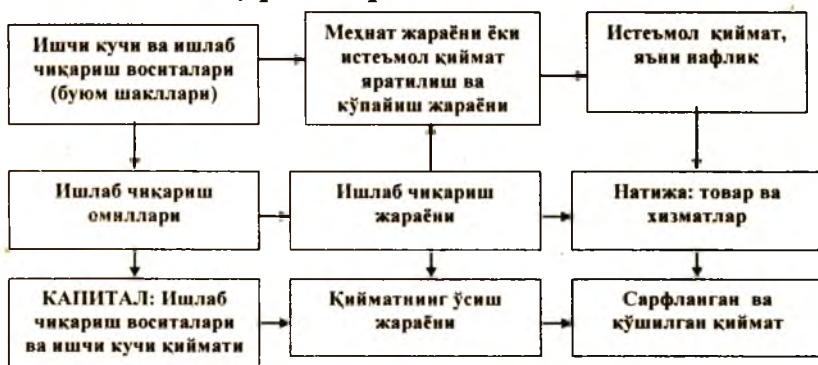 Ишчи кучи ва ишлаб
чиқариш воситалари
(буюм шакллари)
Меҳнат жараёни ёки
истеъмол қиймат
яратилиш ва
кўпайиш жараёни
Истеъмол қиймат,
яъни нафлик
Ишлаб чиқариш
омиллари
Ишлаб чиқариш
жараёни
Натижа: товар ва
хизматлар
КАПИТАЛ: Ишлаб
чиқариш воситалари
ва ишчи кучи қиймати
Қийматнинг ўсиш
жараёни
Сарфланган ва
қўшилган қиймат